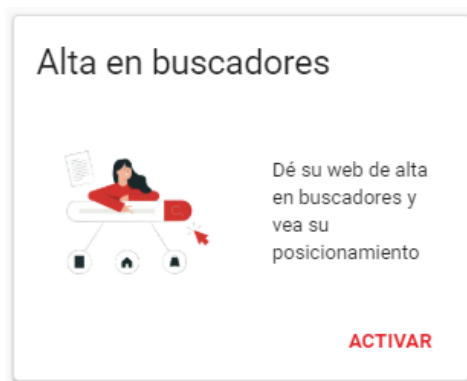 Alta en buscadores
Dé su web de alta
en buscadores y
vea su
posicionamiento
ACTIVAR